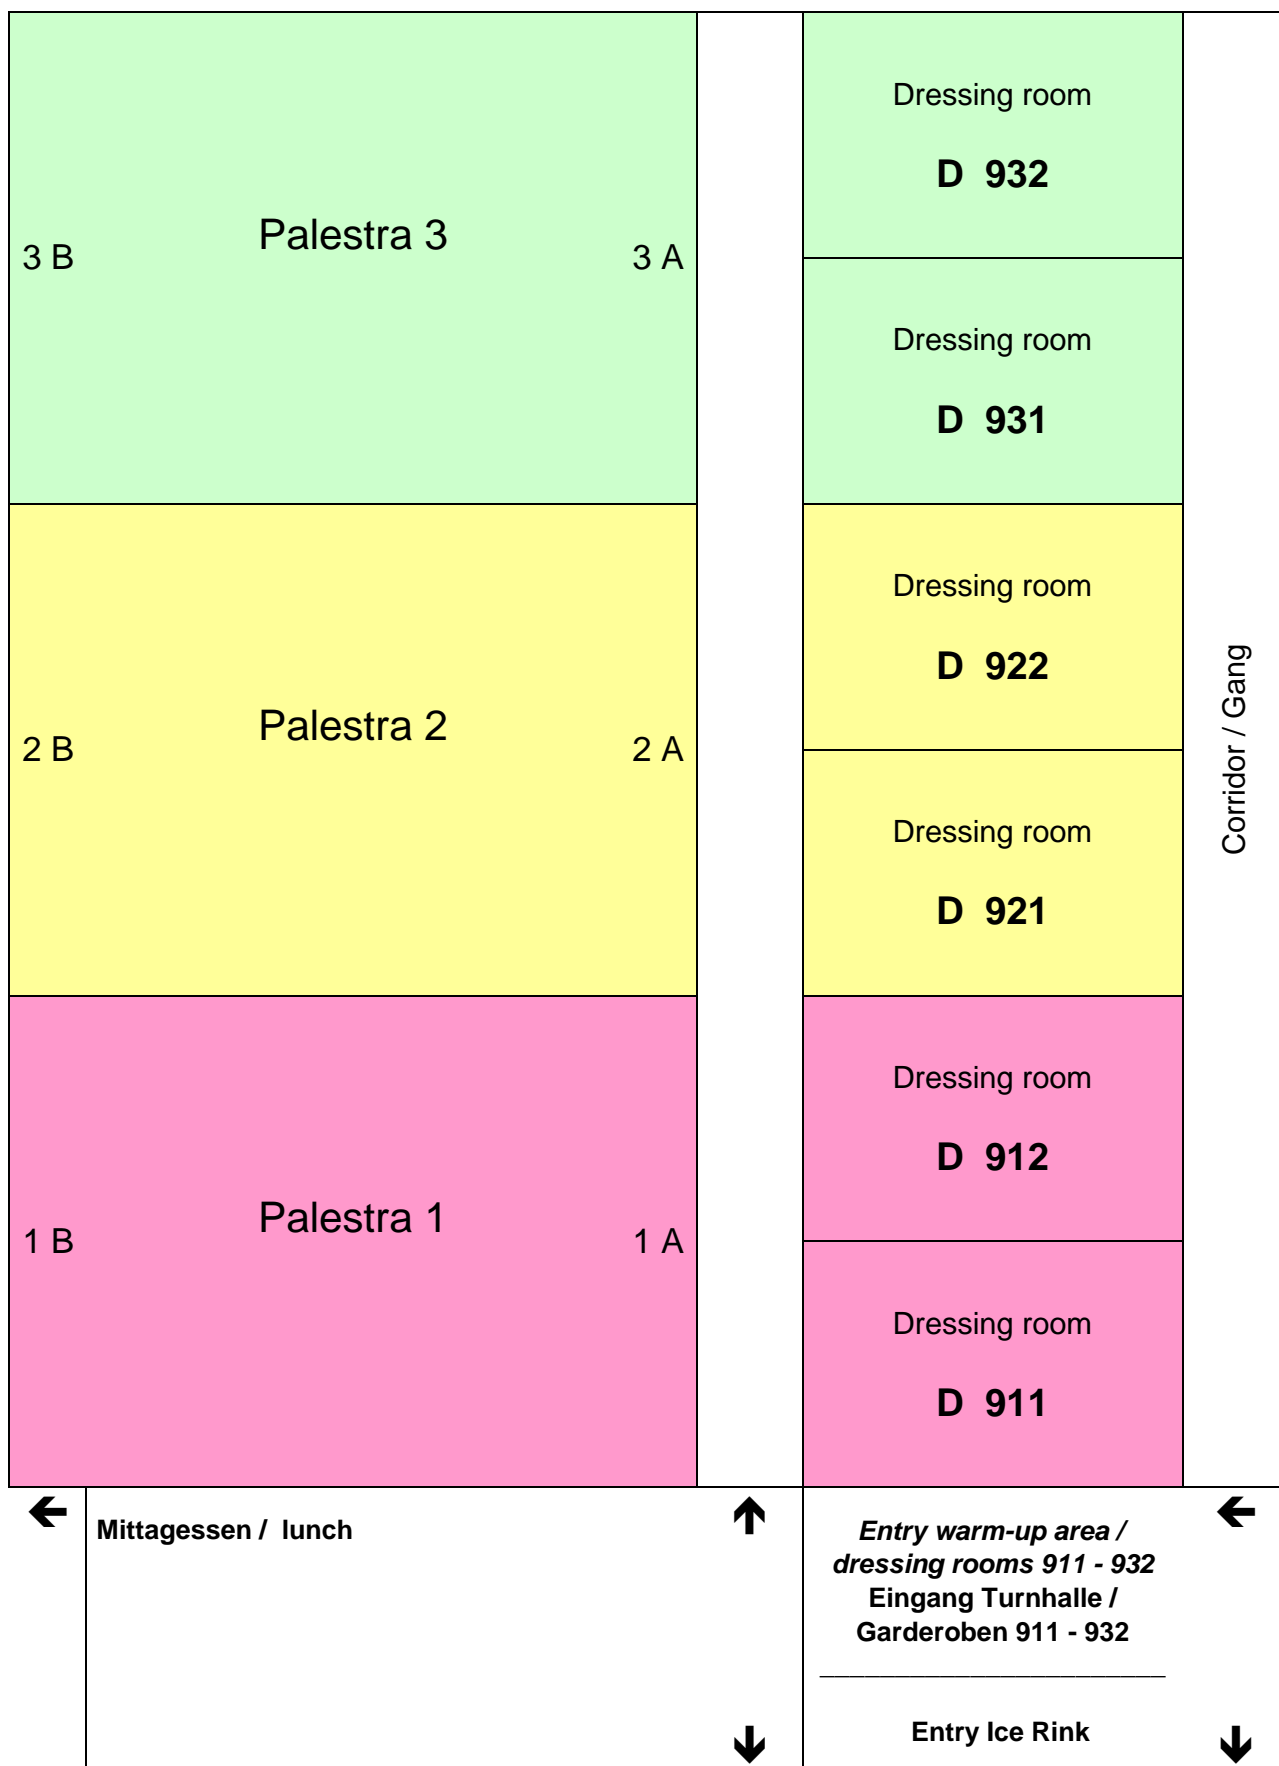 Dressing room
D 932
3 B
Palestra 3
3 A
Dressing room
D 931
Dressing room
D 922
2 B
Palestra 2
2 A
Dressing room
D 921
Corridor / Gang
Dressing room
D 912
1 B
Palestra 1
1 A
Dressing room
D 911
Mittagessen / lunch
Entry warm-up area /
dressing rooms 911 - 932
Eingang Turnhalle /
Garderoben 911 - 932
Entry Ice Rink